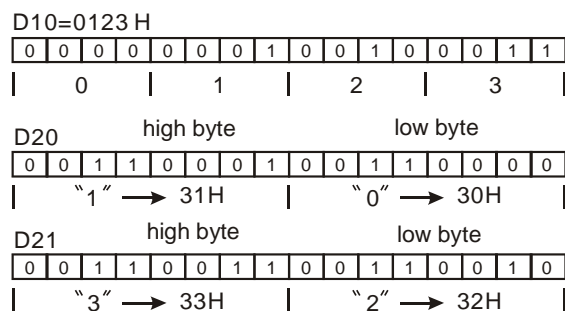 D10=0123 H
0 0 0 0 0 0 0 1 0 0 1 0 0 0 1 1
0 1 2 3
D20 high byte low byte
0 0 1 1 0 0 0 1 0 0 1 1 0 0 0 0
"1" → 31H "0" → 30H
D21 high byte low byte
0 0 1 1 0 0 1 1 0 0 1 1 0 0 1 0
"3" → 33H "2" → 32H